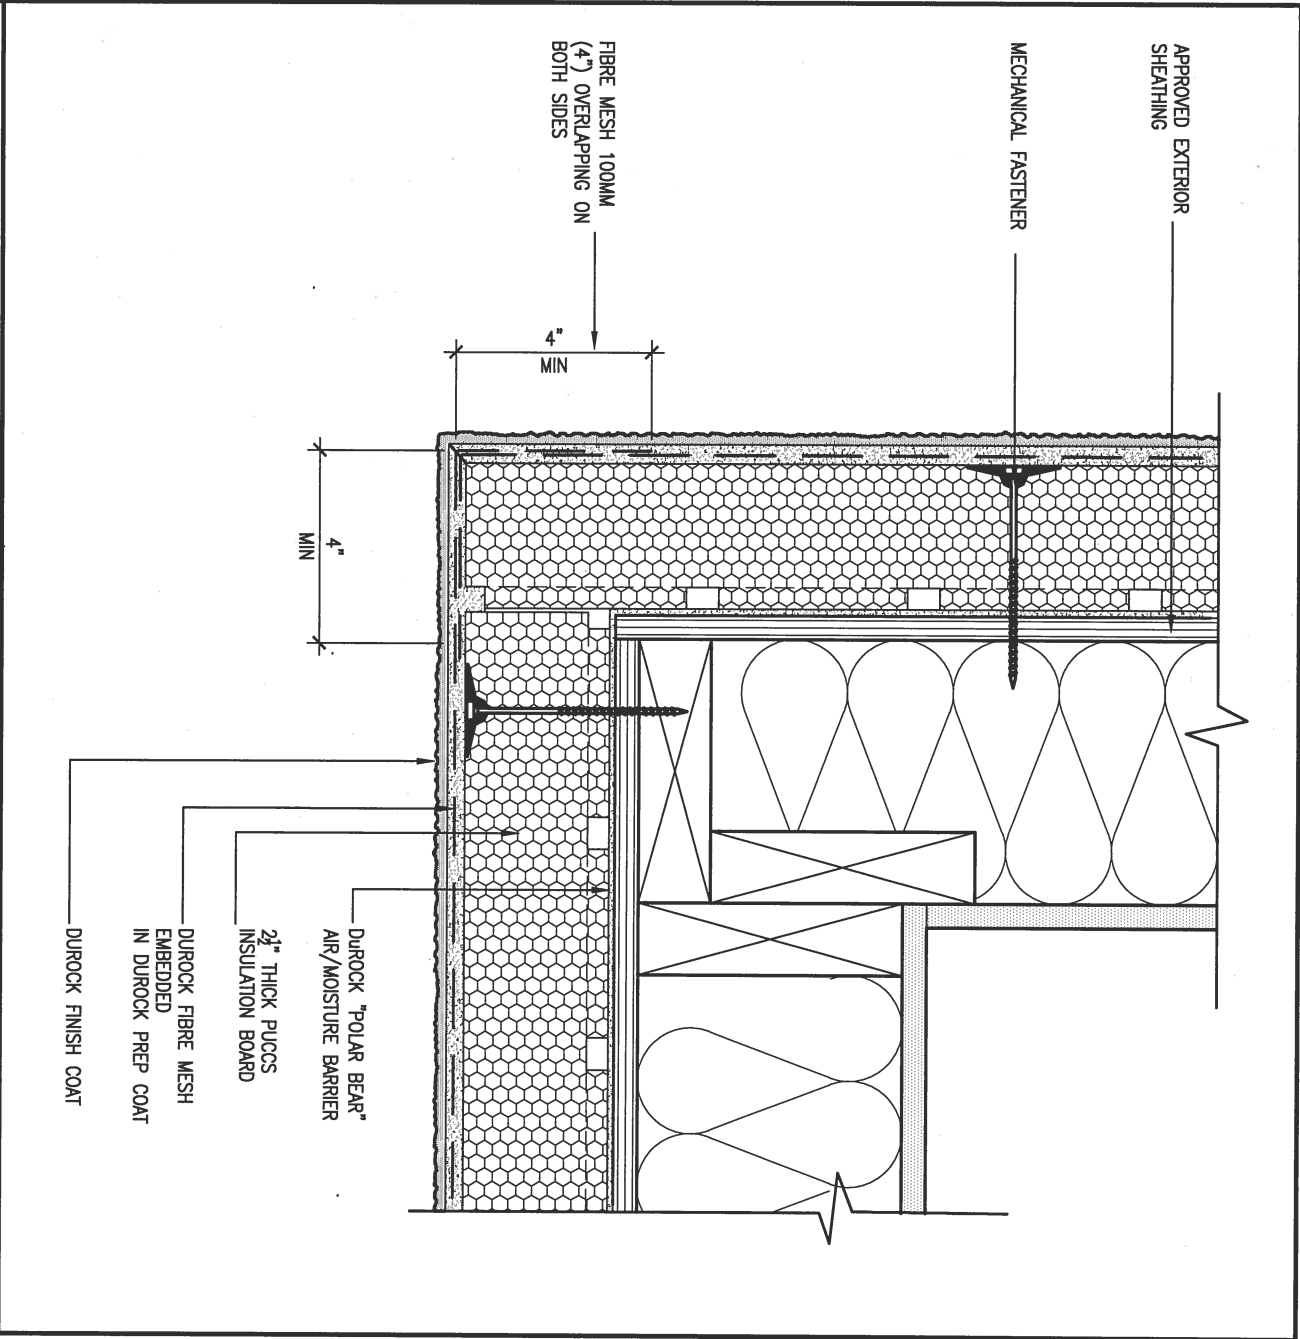 APPROVED EXTERIOR
SHEATHING
MECHANICAL FASTENER
FIBRE MESH 100MM
(4") OVERLAPPING ON
BOTH SIDES
4"
MIN
4"
MIN
DuROCK "POLAR BEAR"
AIR/MOISTURE BARRIER
2½" THICK PUCCS
INSULATION BOARD
DUROCK FIBRE MESH
EMBEDDED
IN DUROCK PREP COAT
DUROCK FINISH COAT